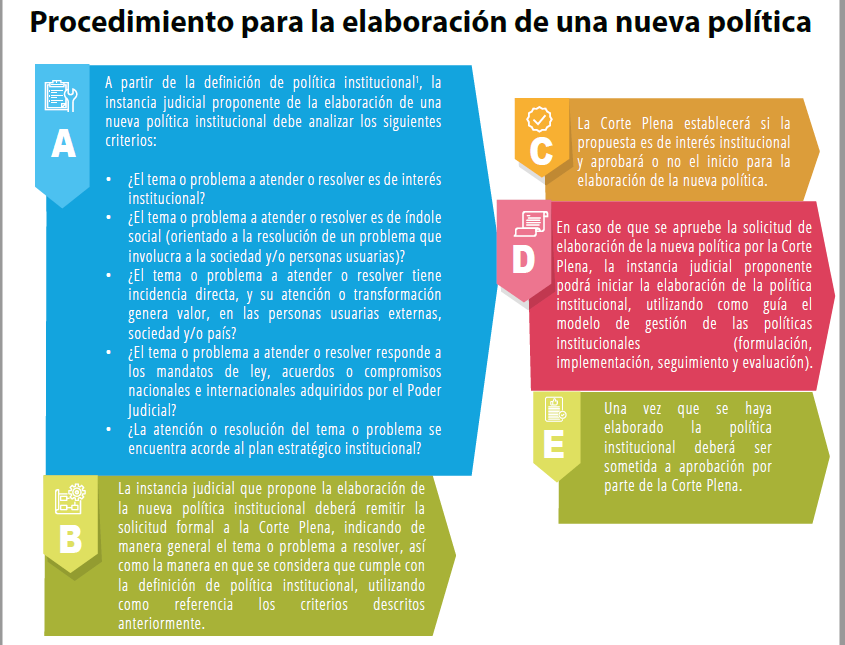 Procedimiento para la elaboración de una nueva política
A
A partir de la definición de política institucional¹, la
instancia judicial proponente de la elaboración de una
nueva política institucional debe analizar los siguientes
criterios:
• ¿El tema o problema a atender o resolver es de interés
institucional?
• ¿El tema o problema a atender o resolver es de índole
social (orientado a la resolución de un problema que
involucra a la sociedad y/o personas usuarias)?
• ¿El tema o problema a atender o resolver tiene
incidencia directa, y su atención o transformación
genera valor, en las personas usuarias externas,
sociedad y/o país?
• ¿El tema o problema a atender o resolver responde a
los mandatos de ley, acuerdos o compromisos
nacionales e internacionales adquiridos por el Poder
Judicial?
• ¿La atención o resolución del tema o problema se
encuentra acorde al plan estratégico institucional?
B
La instancia judicial que propone la elaboración de
la nueva política institucional deberá remitir la
solicitud formal a la Corte Plena, indicando de
manera general el tema o problema a resolver, así
como la manera en que se considera que cumple con
la definición de política institucional, utilizando
como referencia los criterios descritos
anteriormente.
C
La Corte Plena establecerá si la
propuesta es de interés institucional
y aprobará o no el inicio para la
elaboración de la nueva política.
D
En caso de que se apruebe la solicitud de
elaboración de la nueva política por la Corte
Plena, la instancia judicial proponente
podrá iniciar la elaboración de la política
institucional, utilizando como guía el
modelo de gestión de las políticas
institucionales (formulación,
implementación, seguimiento y evaluación).
E
Una vez que se haya
elaborado la política
institucional deberá ser
sometida a aprobación por
parte de la Corte Plena.